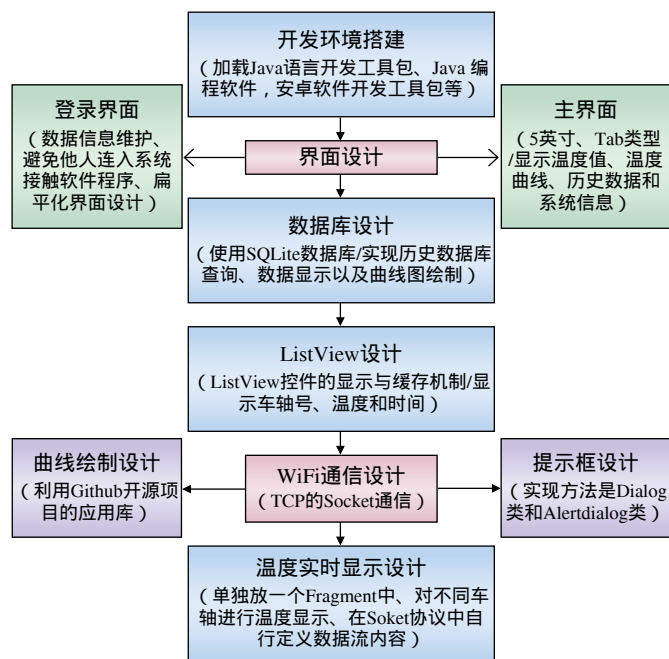 开发环境搭建
（加载Java语言开发工具包、Java 编
程软件，安卓软件开发工具包等）
登录界面
（数据信息维护、
避免他人连入系统
接触软件程序、扁
平化界面设计）
界面设计
主界面
（5英寸、Tab类型
/显示温度值、温度
曲线、历史数据和
系统信息）
数据库设计
（使用SQLite数据库/实现历史数据库
查询、数据显示以及曲线图绘制）
ListView设计
（ListView控件的显示与缓存机制/显
示车轴号、温度和时间）
曲线绘制设计
（利用Github开源项
目的应用库）
WiFi通信设计
（TCP的Socket通信）
提示框设计
（实现方法是Dialog
类和Alertdialog类）
温度实时显示设计
（单独放一个Fragment中、对不同车
轴进行温度显示、在Soket协议中自
行定义数据流内容）